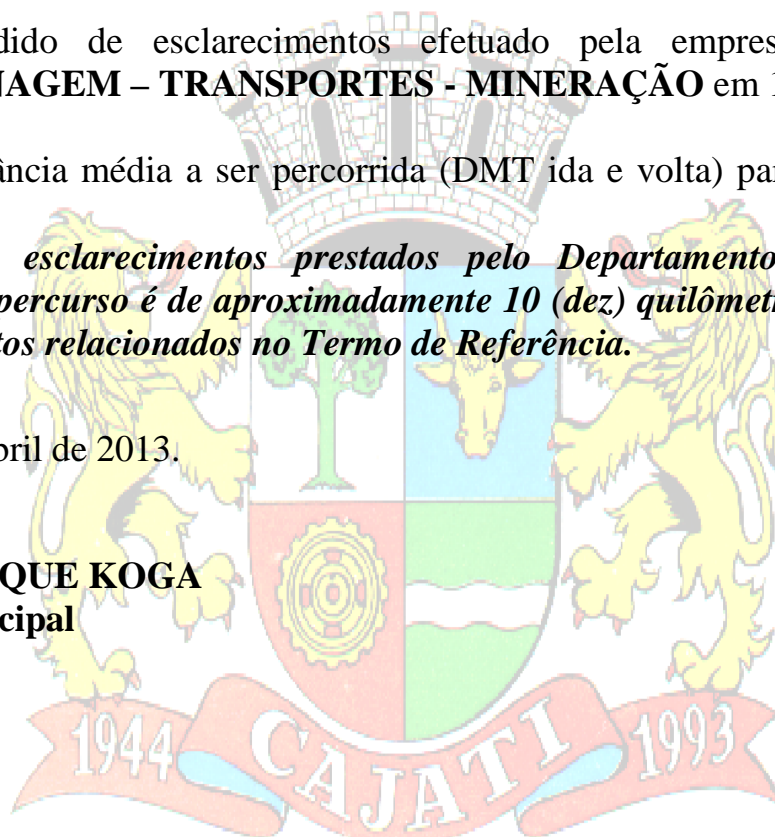 dido de esclarecimentos efetuado pela empres
NAGEM – TRANSPORTES - MINERAÇÃO em 1
ância média a ser percorrida (DMT ida e volta) par
esclarecimentos prestados pelo Departamento
percurso é de aproximadamente 10 (dez) quilômet
tos relacionados no Termo de Referência.
bril de 2013.
QUE KOGA
cipal
1944 CAJATI 1993